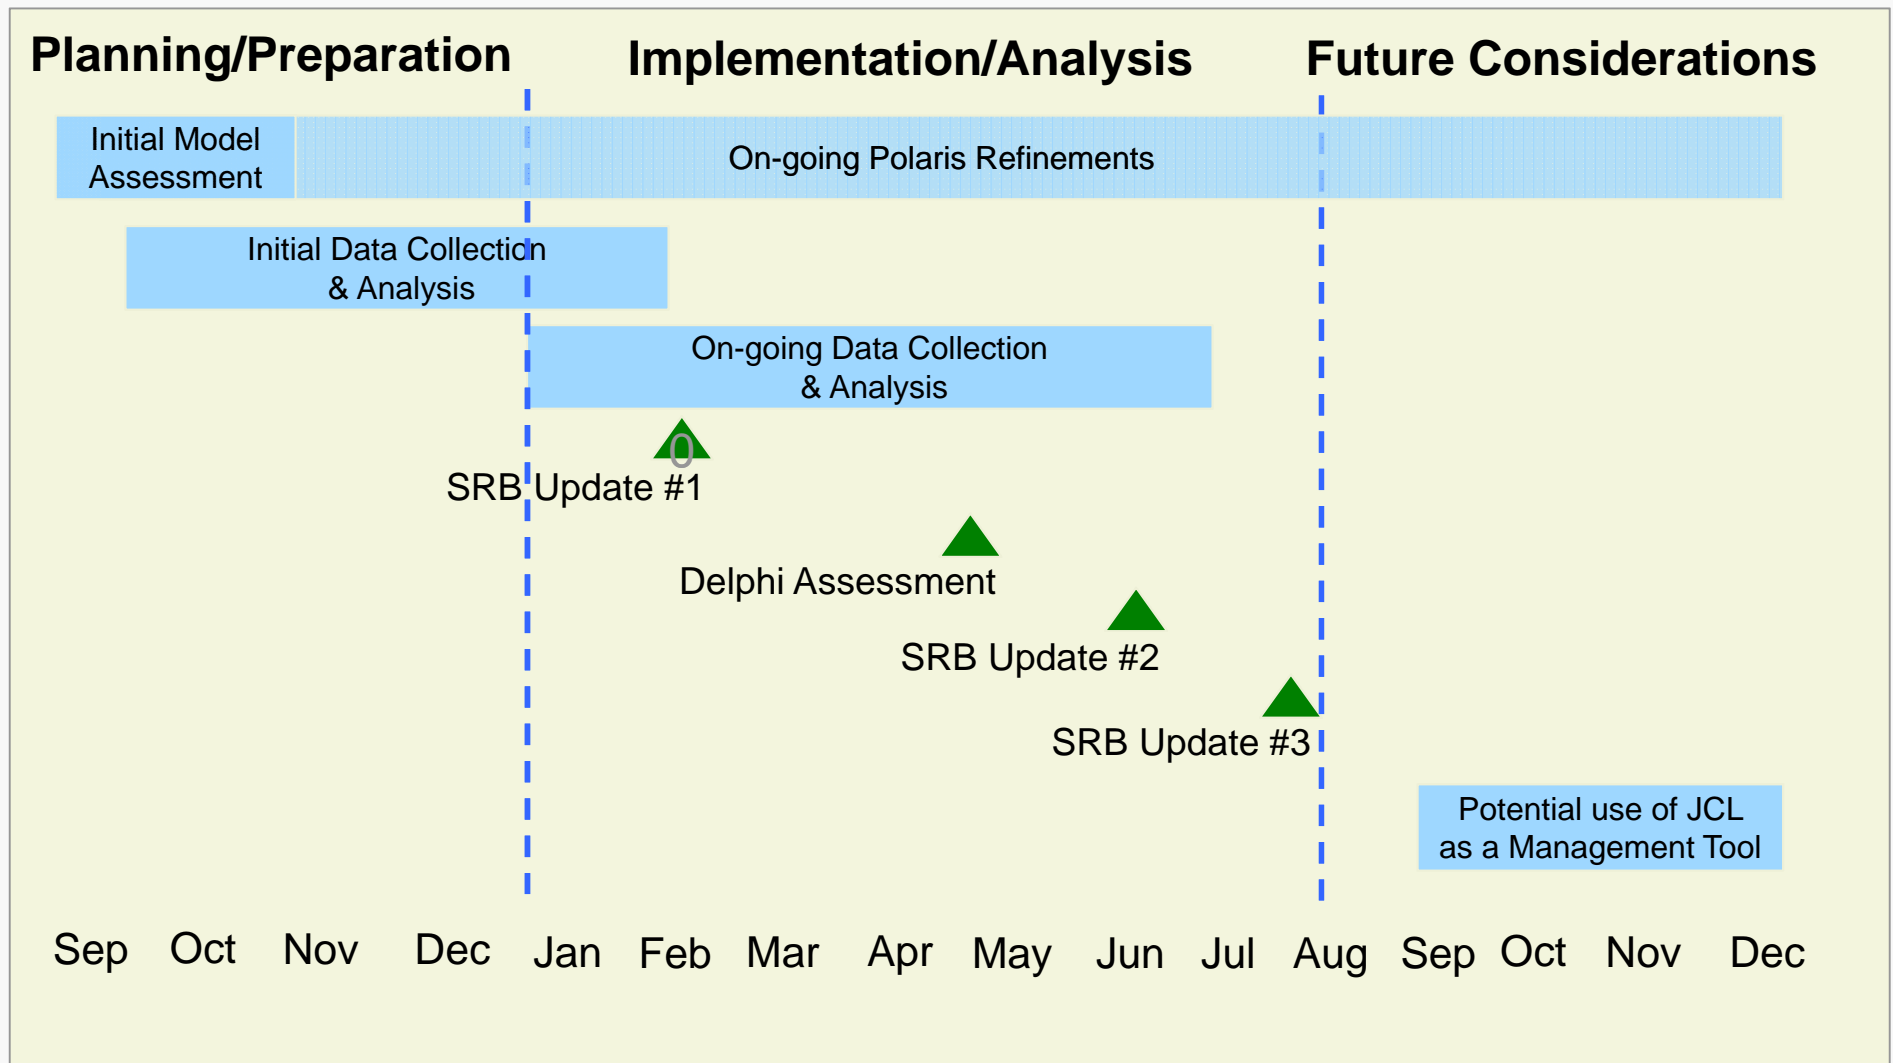 Planning/Preparation
Implementation/Analysis
Future Considerations
Initial Model
Assessment
On-going Polaris Refinements
Initial Data Collection
& Analysis
On-going Data Collection
& Analysis
0
SRB Update #1
Delphi Assessment
SRB Update #2
SRB Update #3
Potential use of JCL
as a Management Tool
Sep Oct Nov Dec Jan Feb Mar Apr May Jun Jul Aug Sep Oct Nov Dec